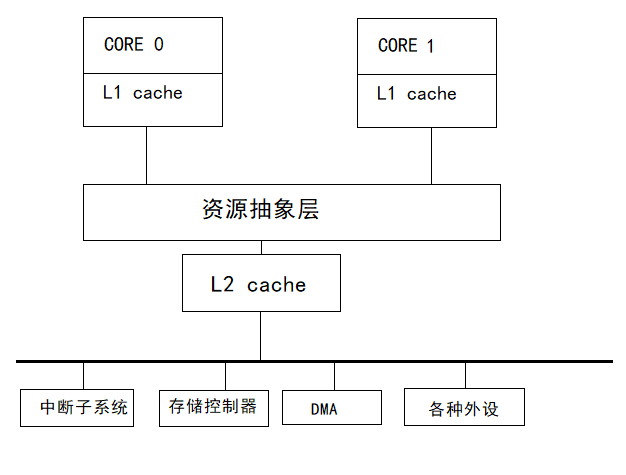 CORE 0
CORE 1
L1 cache
L1 cache
资源抽象层
L2 cache
中断子系统
存储控制器
DMA
各种外设